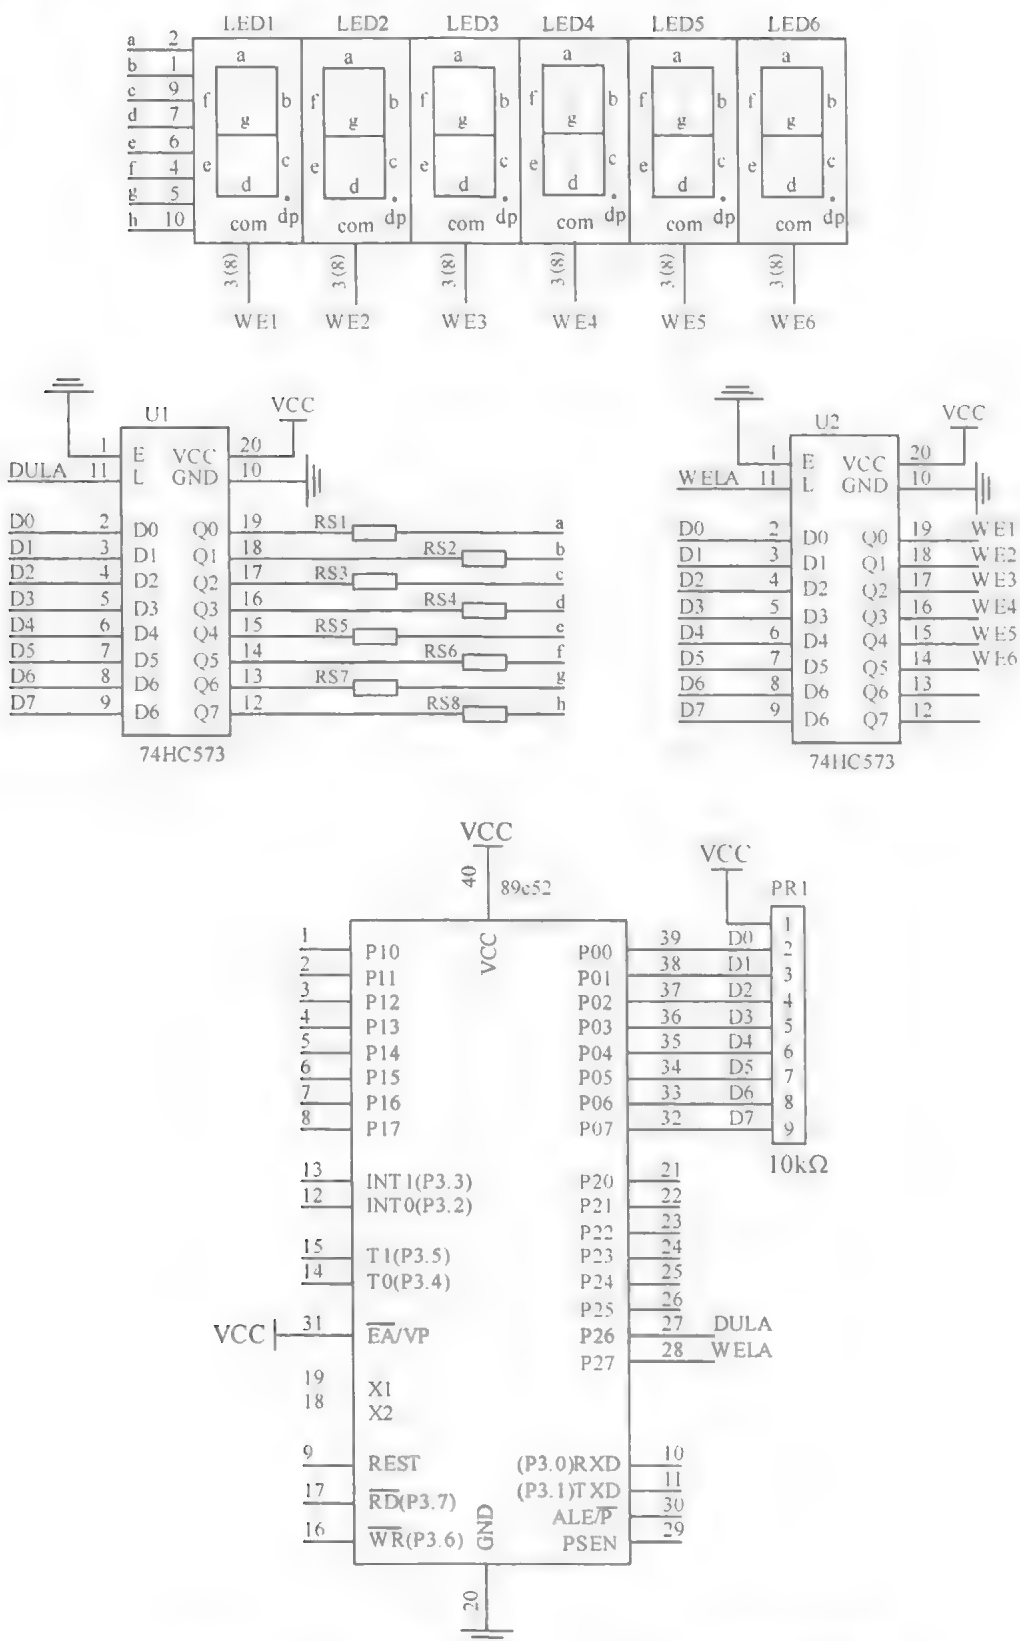 LED1 LED2 LED3 LED4 LED5 LED6
a 2
b 1
c 9
d 7
e 6
f 4
g 5
h 10
a a a a a a
f b f b f b f b f b f b
g g g g g g
e c e c e c e c e c e c
d d d d d d
com dp com dp com dp com dp com dp com dp
3(8) 3(8) 3(8) 3(8) 3(8) 3(8)
WE1 WE2 WE3 WE4 WE5 WE6
U1 VCC
1 E VCC 20
DULA 11 L GND 10
D0 2 D0 Q0 19 RS1 a
D1 3 D1 Q1 18 RS2 b
D2 4 D2 Q2 17 RS3 c
D3 5 D3 Q3 16 RS4 d
D4 6 D4 Q4 15 RS5 e
D5 7 D5 Q5 14 RS6 f
D6 8 D6 Q6 13 RS7 g
D7 9 D6 Q7 12 RS8 h
74HC573
U2 VCC
1 E VCC 20
WELA 11 L GND 10
D0 2 D0 Q0 19 WE1
D1 3 D1 Q1 18 WE2
D2 4 D2 Q2 17 WE3
D3 5 D3 Q3 16 WE4
D4 6 D4 Q4 15 WE5
D5 7 D5 Q5 14 WE6
D6 8 D6 Q6 13
D7 9 D6 Q7 12
74HC573
VCC
40 89c52
VCC
VCC PR1
1
1 P10 P00 39 D0 2
2 P11 P01 38 D1 3
3 P12 P02 37 D2 4
4 P13 P03 36 D3 5
5 P14 P04 35 D4 6
6 P15 P05 34 D5 7
7 P16 P06 33 D6 8
8 P17 P07 32 D7 9
10kΩ
13 INT1(P3.3) P20 21
12 INT0(P3.2) P21 22
P22 23
15 T1(P3.5) P23 24
14 T0(P3.4) P24 25
P25 26
VCC 31 EA/VP P26 27 DULA
P27 28 WELA
19 X1
18 X2
9 REST (P3.0)RXD 10
17 RD(P3.7) (P3.1)TXD 11
ALE/P 30
16 WR(P3.6) GND PSEN 29
20